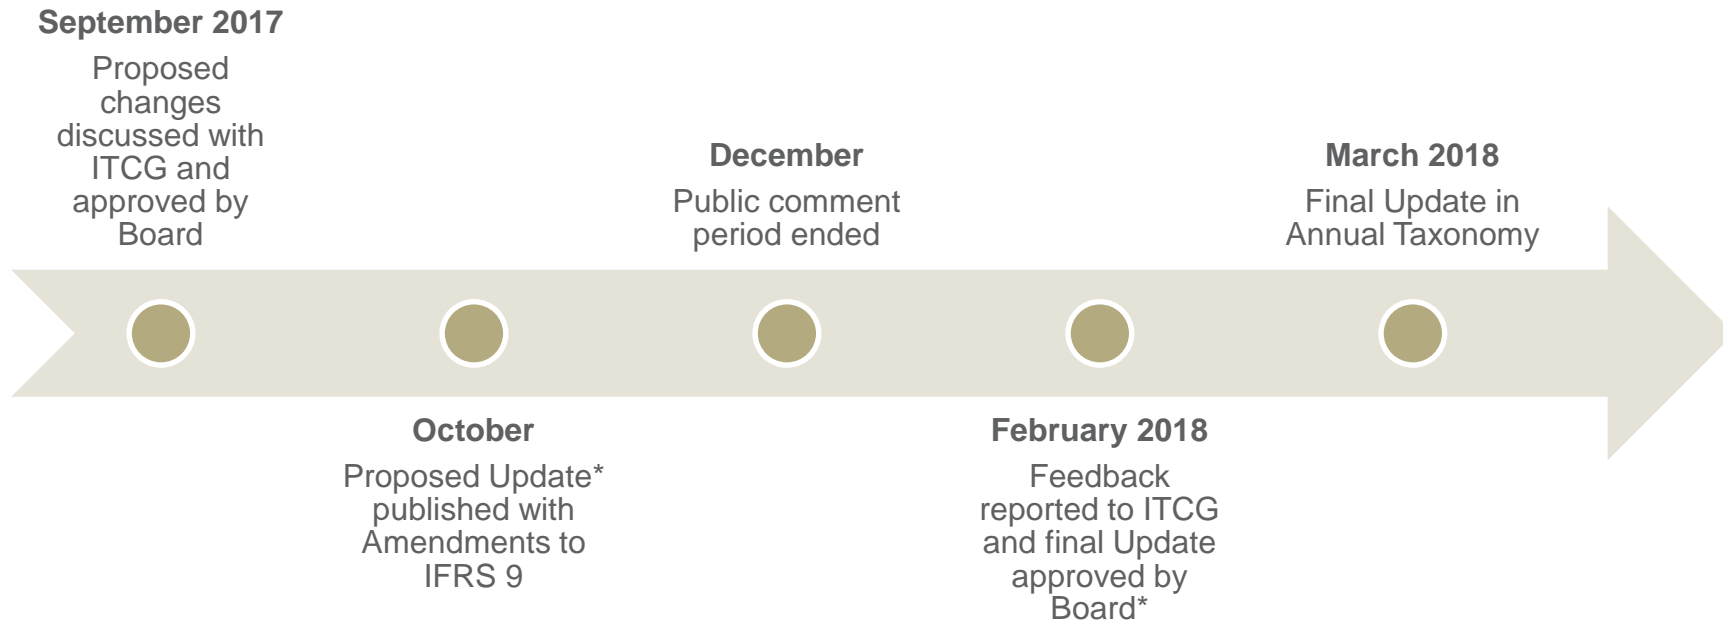 September 2017
Proposed
changes
discussed with
ITCG and
approved by
Board
October
Proposed Update*
published with
Amendments to
IFRS 9
December
Public comment
period ended
February 2018
Feedback
reported to ITCG
and final Update
approved by
Board*
March 2018
Final Update in
Annual Taxonomy